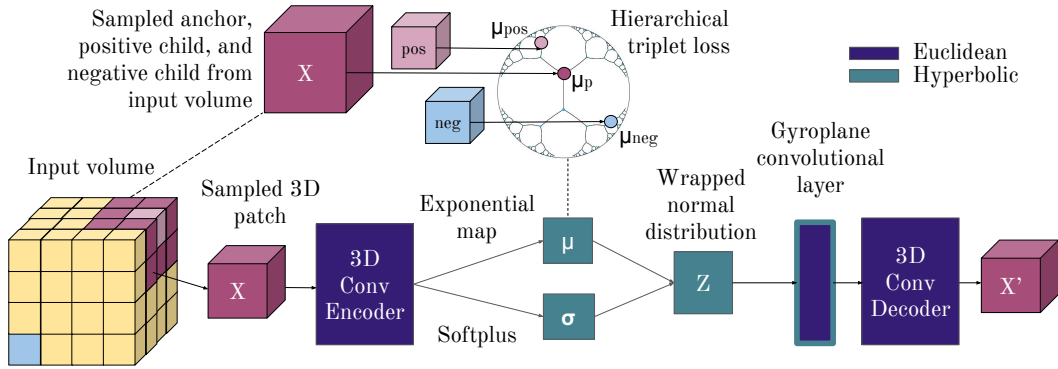 Sampled anchor,
positive child, and
negative child from
input volume
X
pos
neg
μpos
μp
μneg
Hierarchical
triplet loss
Euclidean
Hyperbolic
Input volume
Sampled 3D
patch
X
3D
Conv
Encoder
Exponential
map
Softplus
μ
σ
Wrapped
normal
distribution
Z
Gyroplane
convolutional
layer
3D
Conv
Decoder
X'